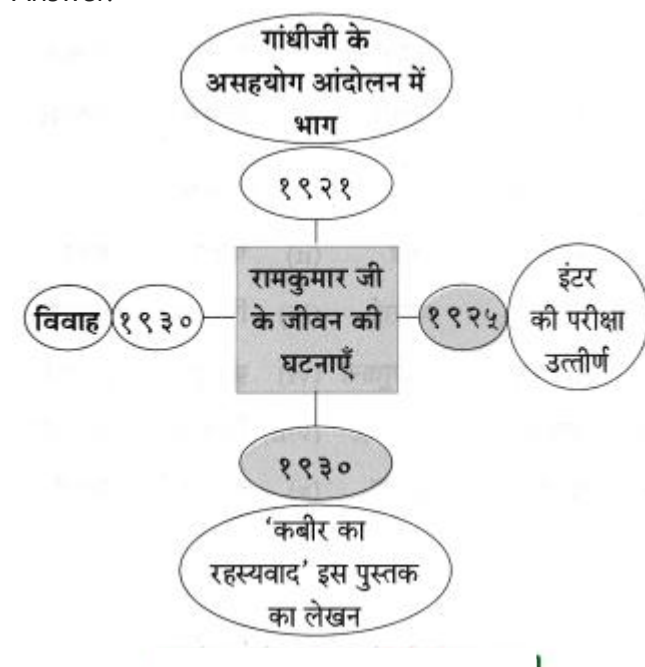 Answer:
गांधीजी के
असहयोग आंदोलन में
भाग
१९२१
रामकुमार जी
के जीवन की
घटनाएँ
विवाह
१९३०
१९२५
इंटर
की परीक्षा
उत्तीर्ण
१९३०
‘कबीर का
रहस्यवाद’ इस पुस्तक
का लेखन